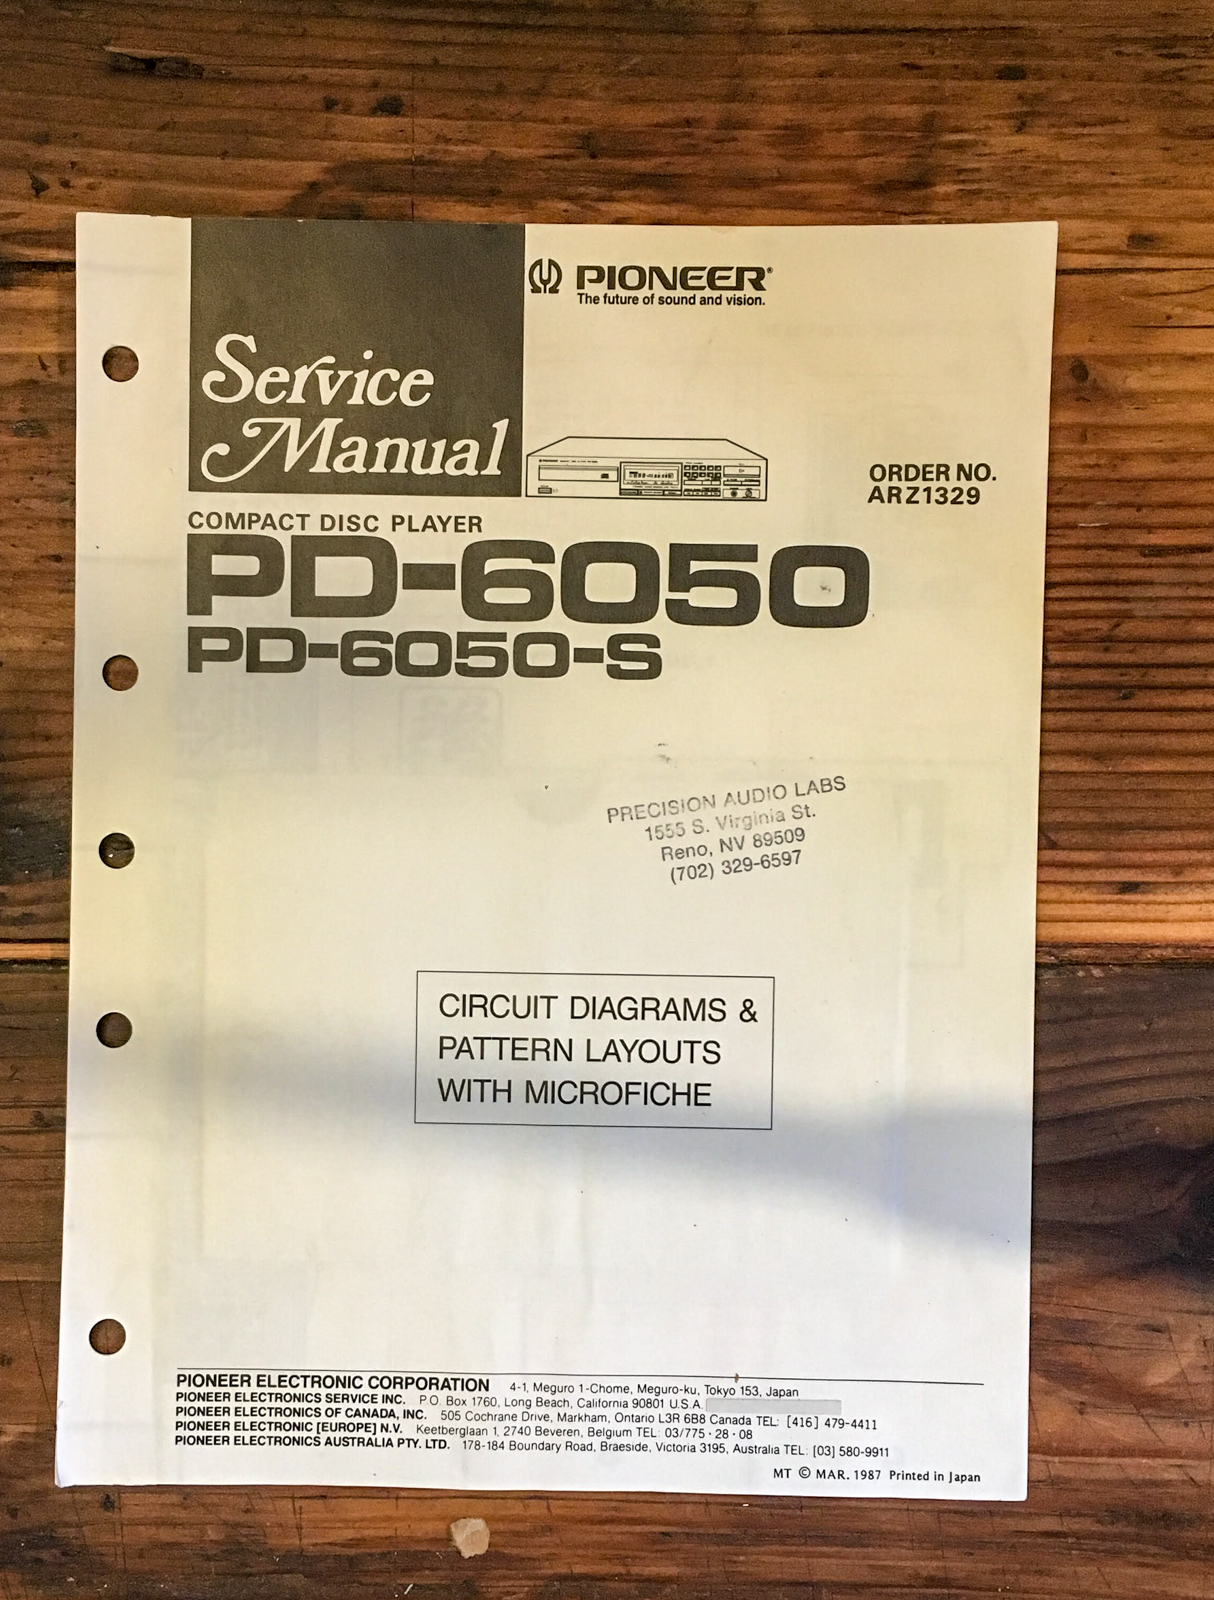 PIONEER®
The future of sound and vision.
Service
Manual
ORDER NO.
ARZ1329
COMPACT DISC PLAYER
PD-6050
PD-6050-S
PRECISION AUDIO LABS
1555 S. Virginia St.
Reno, NV 89509
(702) 329-6597
CIRCUIT DIAGRAMS &
PATTERN LAYOUTS
WITH MICROFICHE
PIONEER ELECTRONIC CORPORATION 4-1, Meguro 1-Chome, Meguro-ku, Tokyo 153, Japan
PIONEER ELECTRONICS SERVICE INC. P.O. Box 1760, Long Beach, California 90801 U.S.A.
PIONEER ELECTRONICS OF CANADA, INC. 505 Cochrane Drive, Markham, Ontario L3R 6B8 Canada TEL: [416] 479-4411
PIONEER ELECTRONIC [EUROPE] N.V. Keetberglaan 1, 2740 Beveren, Belgium TEL: 03/775·28·08
PIONEER ELECTRONICS AUSTRALIA PTY. LTD. 178-184 Boundary Road, Braeside, Victoria 3195, Australia TEL: [03] 580-9911
MT © MAR. 1987 Printed in Japan